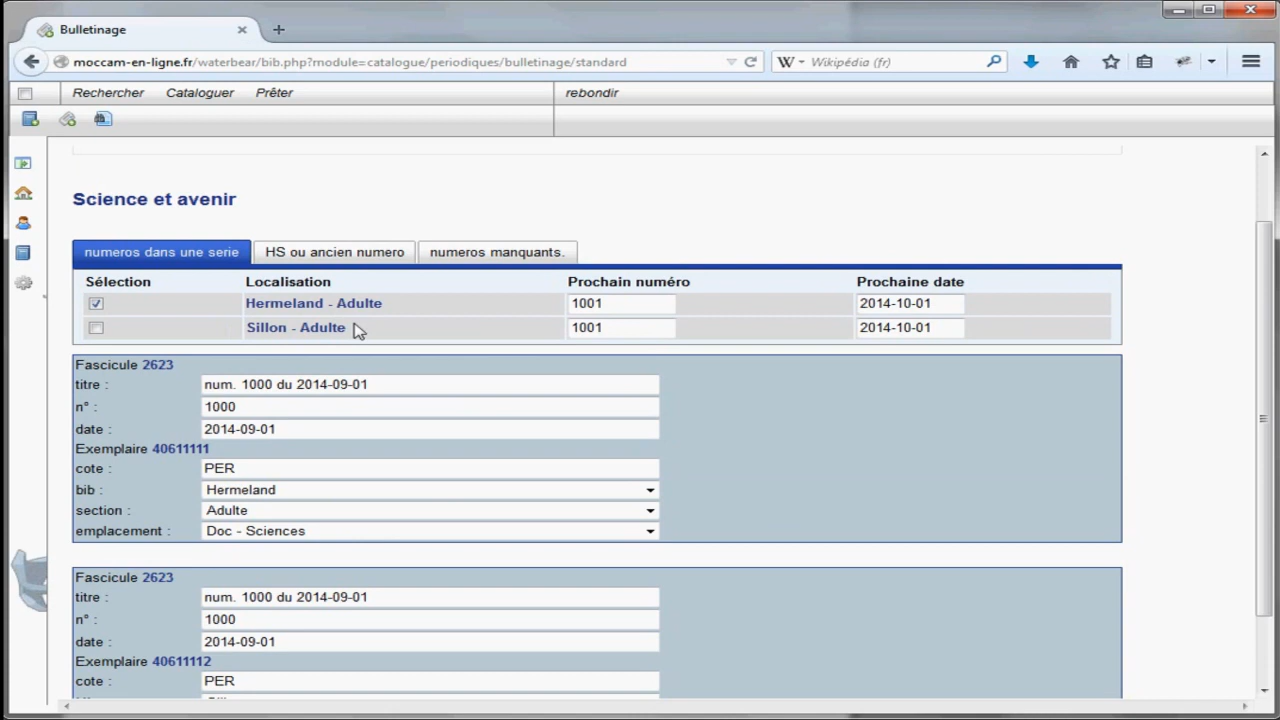 Bulletinage
moccam-en-ligne.fr/waterbear/bib.php?module=catalogue/periodiques/bulletinage/standard
W Wikipédia (fr)
Rechercher Cataloguer Prêter rebondir
Science et avenir
numeros dans une serie HS ou ancien numero numeros manquants.
Sélection Localisation Prochain numéro Prochaine date
Hermeland - Adulte 1001 2014-10-01
Sillon - Adulte 1001 2014-10-01
Fascicule 2623
titre : num. 1000 du 2014-09-01
n° : 1000
date : 2014-09-01
Exemplaire 40611111
cote : PER
bib : Hermeland
section : Adulte
emplacement : Doc - Sciences
Fascicule 2623
titre : num. 1000 du 2014-09-01
n° : 1000
date : 2014-09-01
Exemplaire 40611112
cote : PER